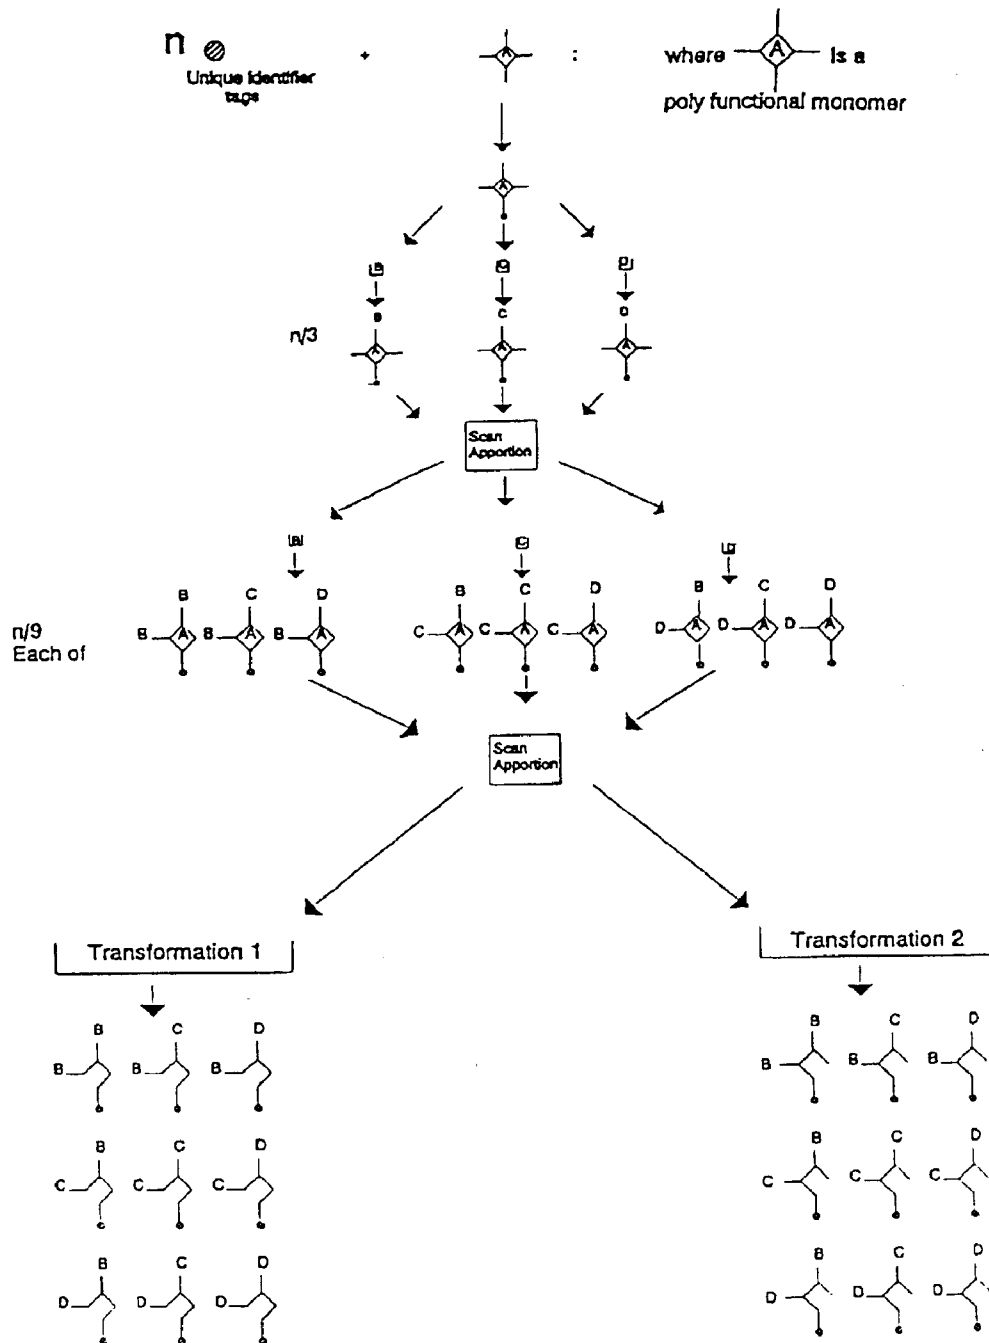 n + A : where A is a
Unique identifier
tags
poly functional monomer
A
B C D
n/3
A A A
Scan
Apportion
B C D
B C D B C D B C D
n/9
Each of
B A B A B A C A C A C A D A D A D A
Scan
Apportion
Transformation 1 Transformation 2
B C D B C D
B B B B B B
B C D B C D
C C C C C C
B C D B C D
D D D D D D